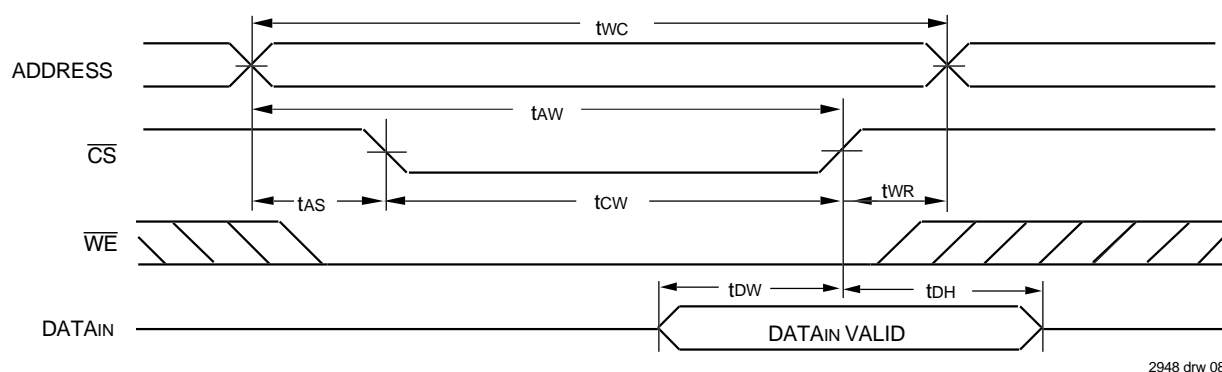 tWC
ADDRESS
tAW
CS
tAS
tCW
tWR
WE
tDW
tDH
DATAIN
DATAIN VALID
2948 drw 08